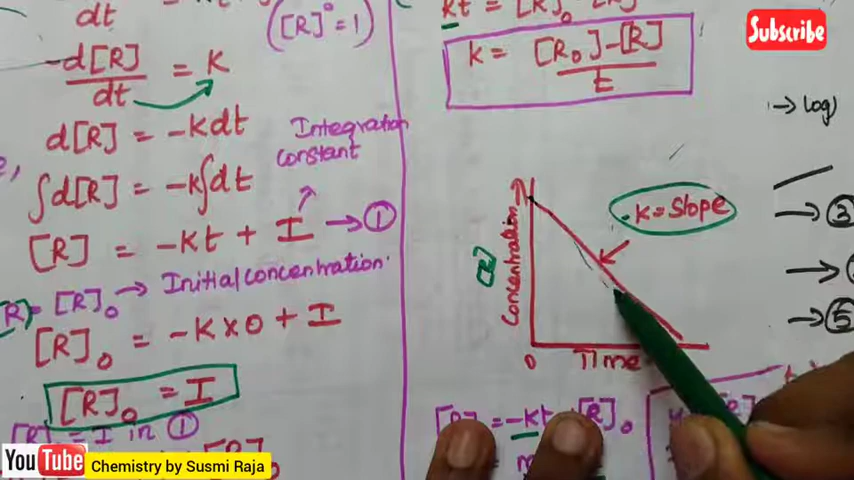 dt
([R]° = 1)
-d[R]/dt = K
d[R] = -Kdt
Integration
constant
∫d[R] = -K∫dt
[R] = -Kt + I → ①
[R]₀ → Initial concentration
[R]₀ = -K×0 + I
[R]₀ = I
[R] = I in ①
k = [R₀]-[R]/t
[R]
Concentration
-K = Slope
0
Time
[R] = -kt + [R]₀
→ log
→ ③
→ ⑤
Subscribe
YouTube
Chemistry by Susmi Raja